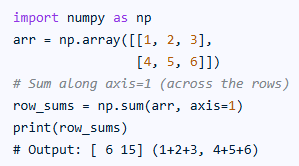 import numpy as np
arr = np.array([[1, 2, 3],
                [4, 5, 6]])
# Sum along axis=1 (across the rows)
row_sums = np.sum(arr, axis=1)
print(row_sums)
# Output: [ 6 15] (1+2+3, 4+5+6)